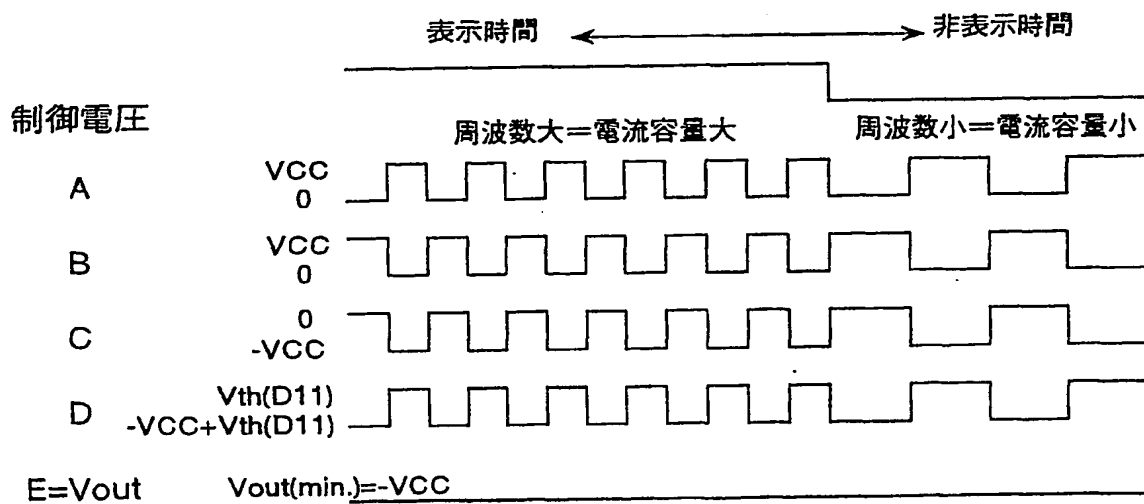 表示時間
非表示時間
制御電圧
周波数大＝電流容量大
周波数小＝電流容量小
A
VCC
0
B
VCC
0
C
0
-VCC
D
Vth(D11)
-VCC+Vth(D11)
E=Vout
Vout(min.)=-VCC